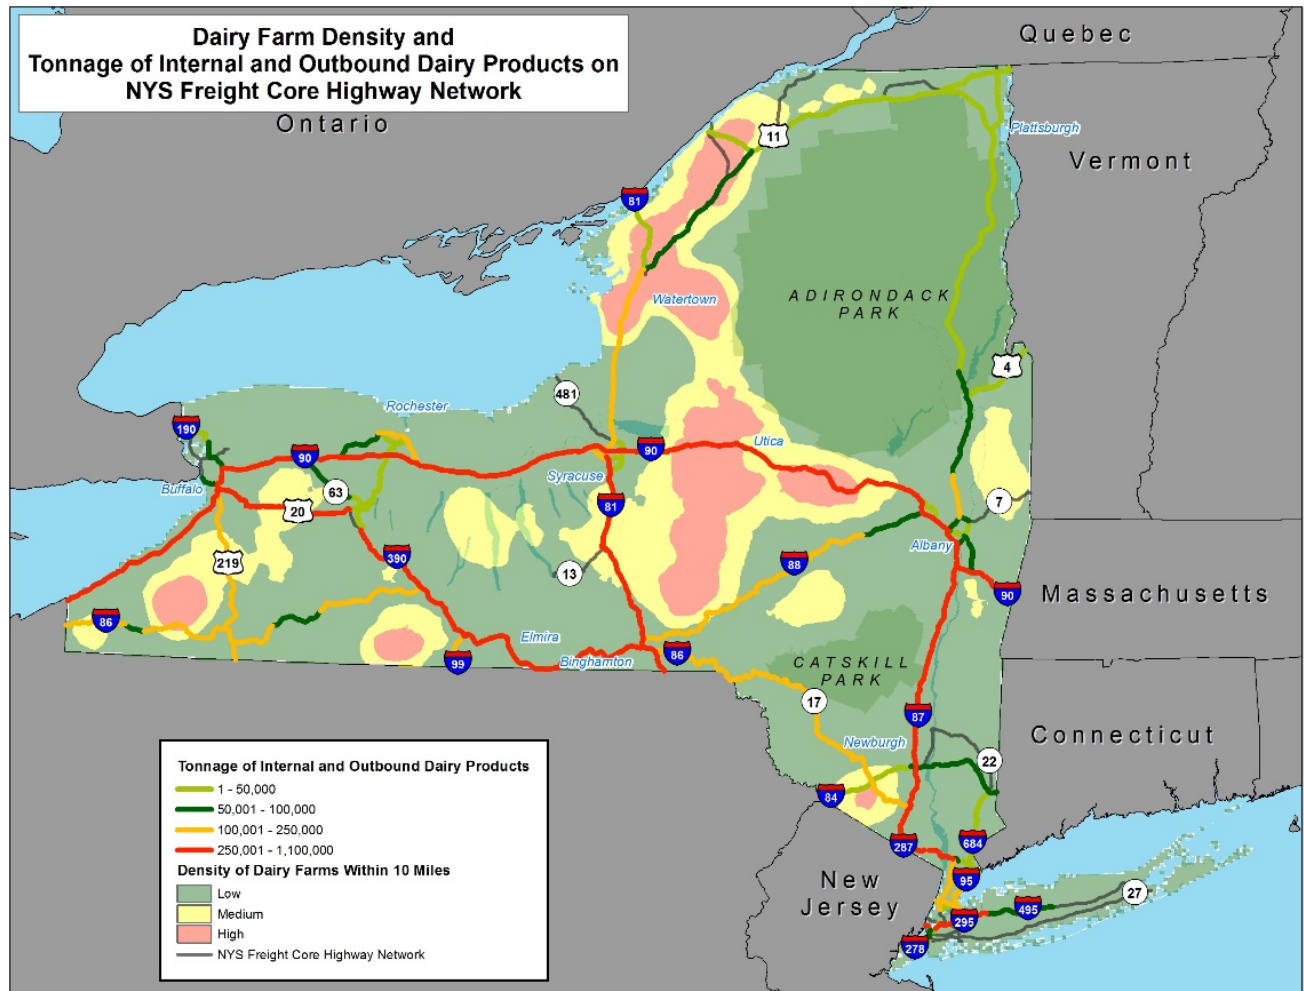 Dairy Farm Density and
Tonnage of Internal and Outbound Dairy Products on
NYS Freight Core Highway Network
Quebec
Ontario
11
Plattsburgh
Vermont
81
ADIRONDACK
PARK
Watertown
4
481
Rochester
190
90
90
Utica
Syracuse
Buffalo
63
20
81
7
Albany
219
390
13
88
90
Massachusetts
86
Elmira
99
Binghamton
86
CATSKILL
PARK
17
87
Newburgh
Connecticut
22
84
287
684
95
New
Jersey
27
495
295
278
Tonnage of Internal and Outbound Dairy Products
1 - 50,000
50,001 - 100,000
100,001 - 250,000
250,001 - 1,100,000
Density of Dairy Farms Within 10 Miles
Low
Medium
High
NYS Freight Core Highway Network